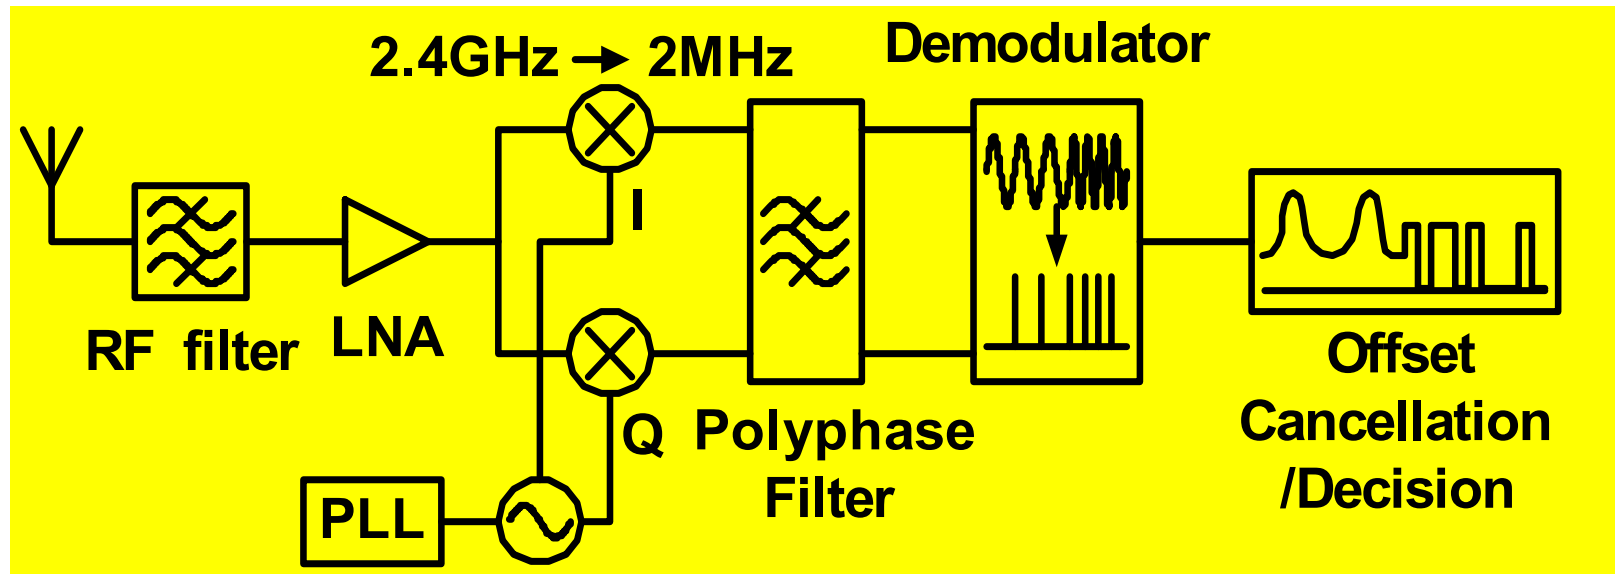 2.4GHz → 2MHz
Demodulator
I
RF filter
LNA
Q
Polyphase
Filter
Offset
Cancellation
/Decision
PLL